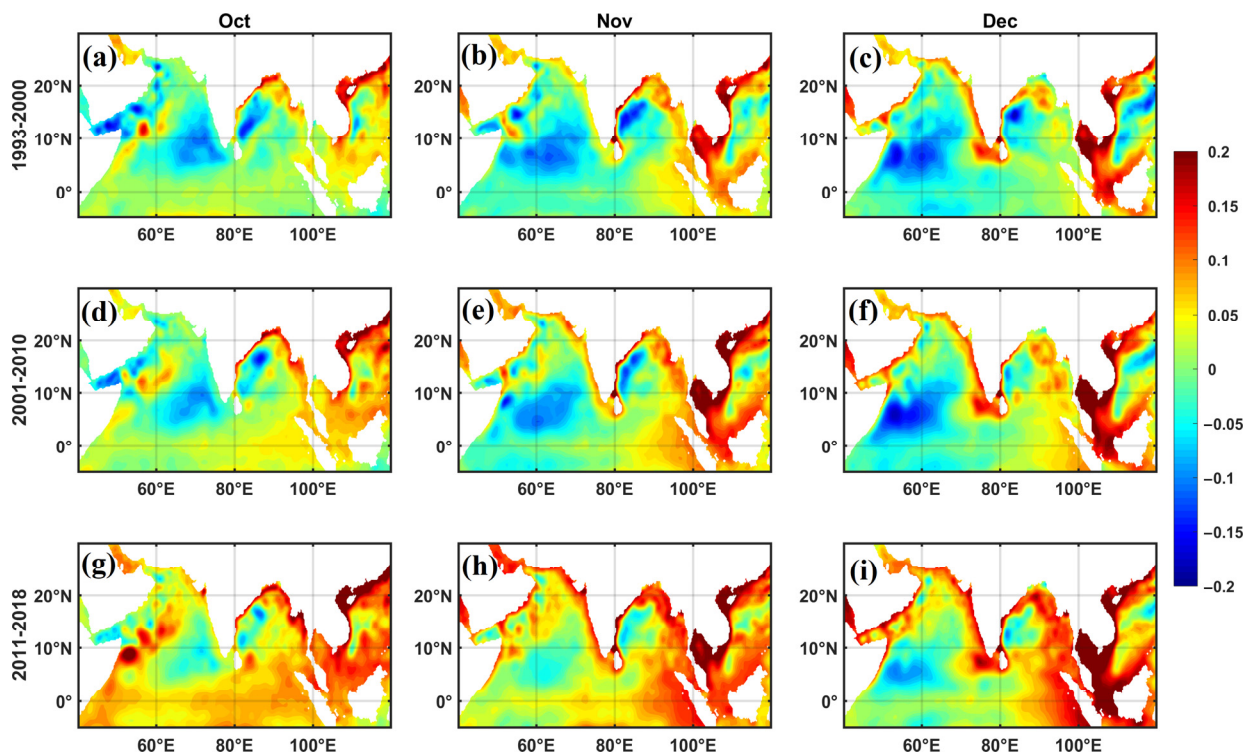 Oct Nov Dec
(a) (b) (c)
1993-2000
20°N 20°N 20°N
10°N 10°N 10°N
0° 0° 0°
60°E 80°E 100°E 60°E 80°E 100°E 60°E 80°E 100°E
0.2
0.15
0.1
0.05
0
-0.05
-0.1
-0.15
-0.2
(d) (e) (f)
2001-2010
20°N 20°N 20°N
10°N 10°N 10°N
0° 0° 0°
60°E 80°E 100°E 60°E 80°E 100°E 60°E 80°E 100°E
(g) (h) (i)
2011-2018
20°N 20°N 20°N
10°N 10°N 10°N
0° 0° 0°
60°E 80°E 100°E 60°E 80°E 100°E 60°E 80°E 100°E